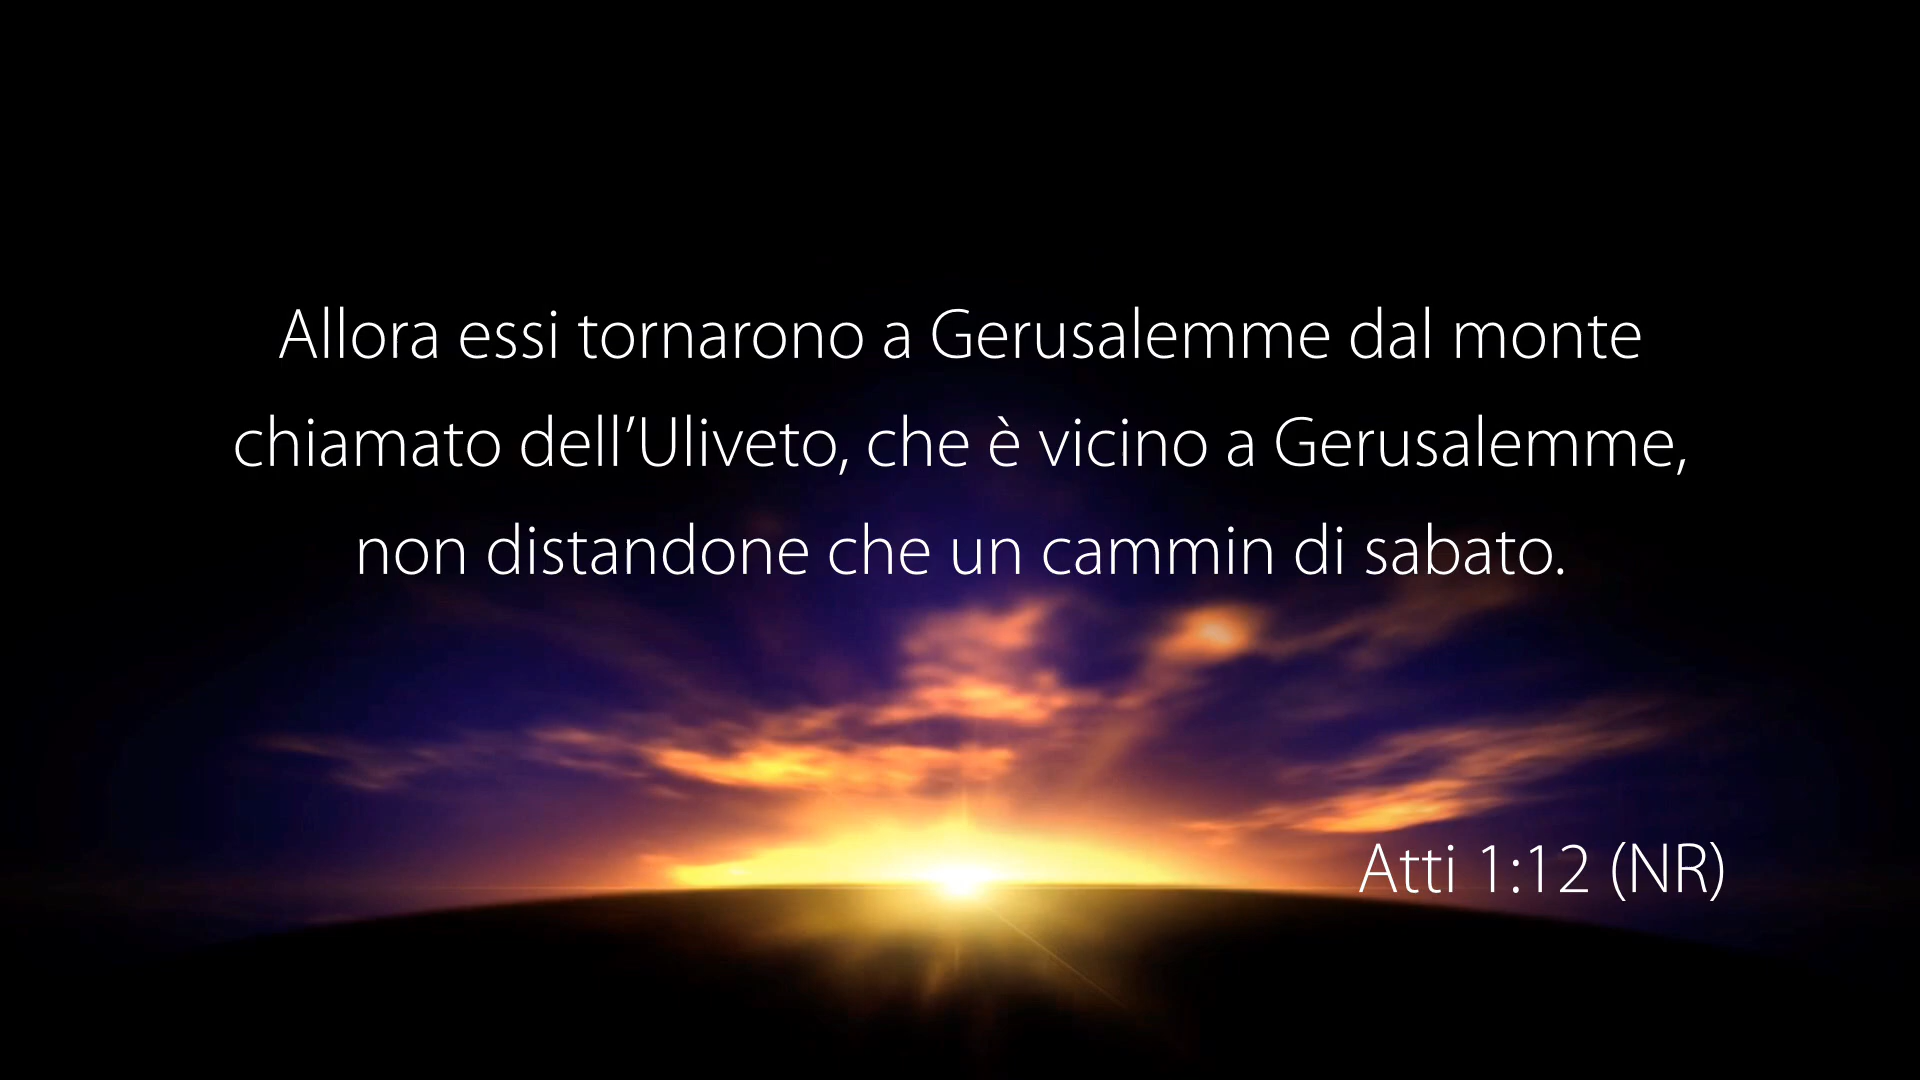 Allora essi tornarono a Gerusalemme dal monte
chiamato dell’Uliveto, che è vicino a Gerusalemme,
non distandone che un cammin di sabato.
Atti 1:12 (NR)